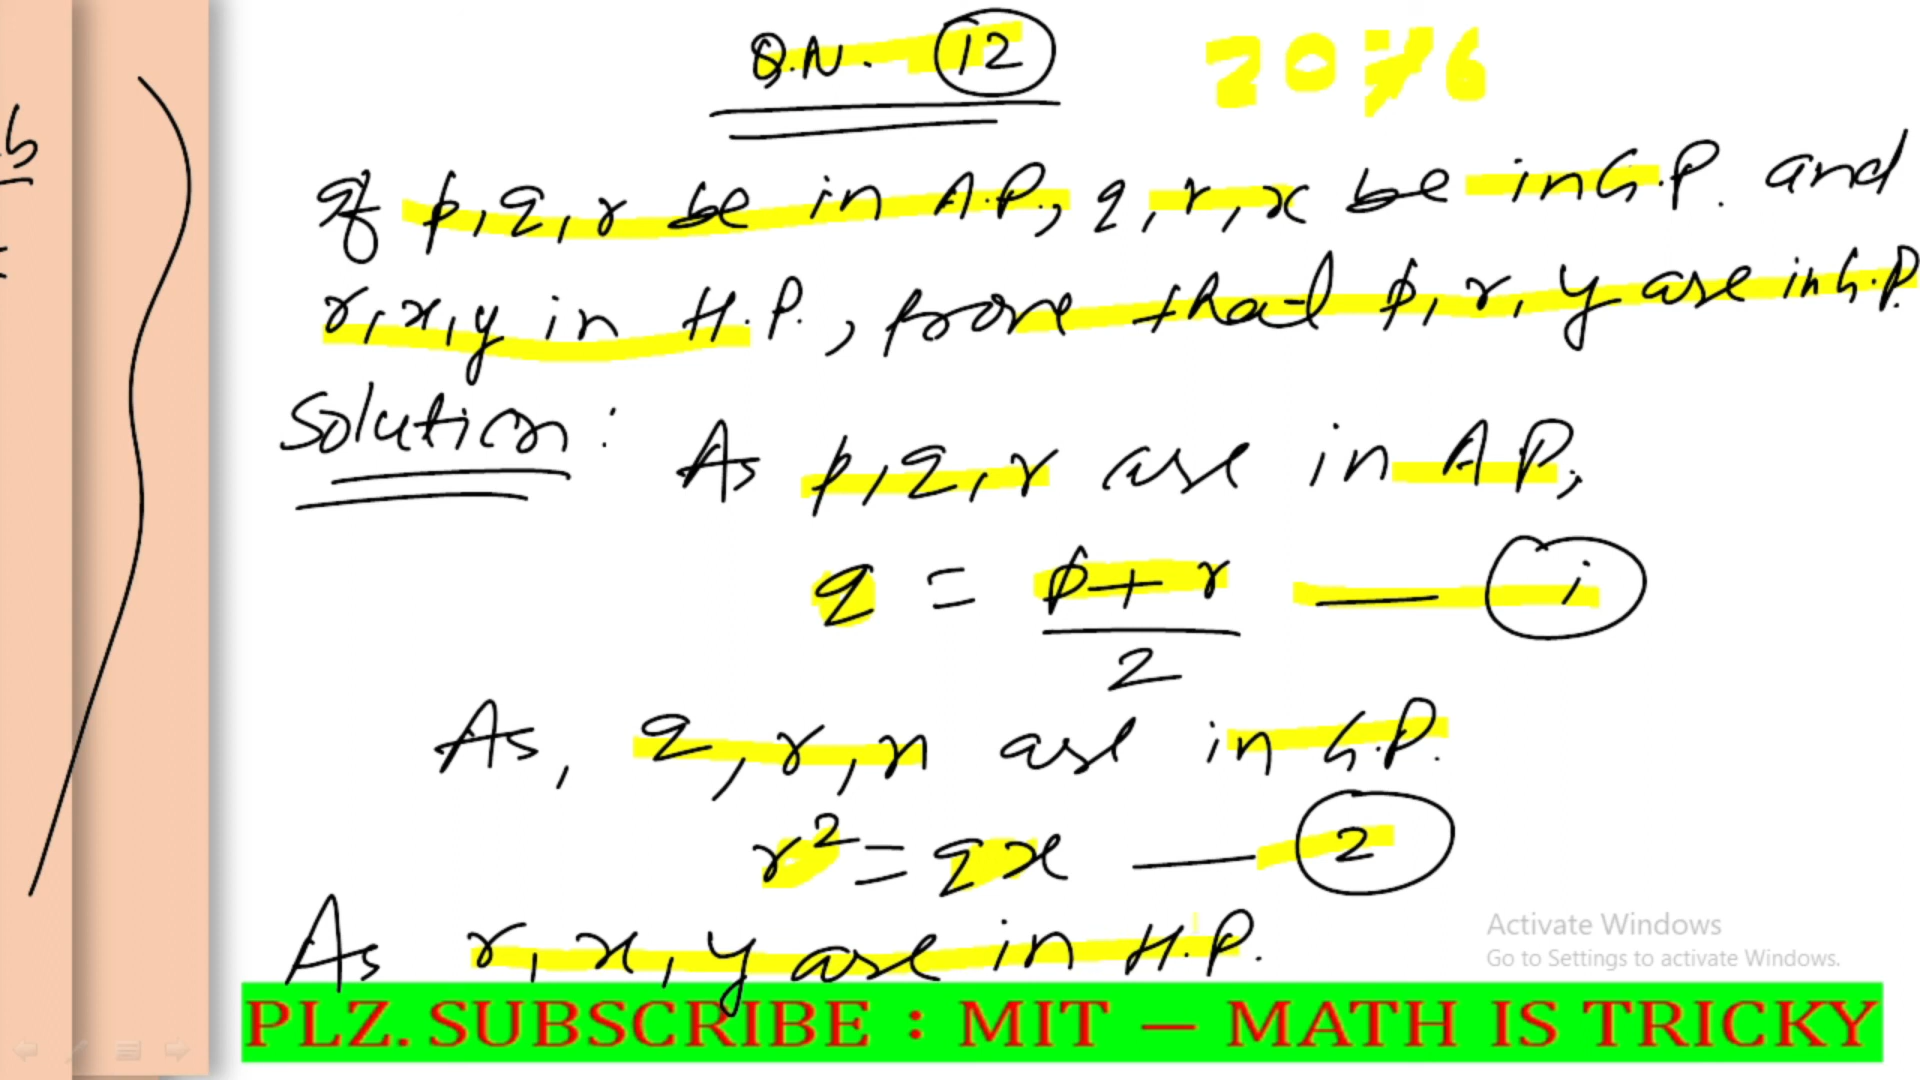 Q.N. 12 2076
If p, q, r be in A.P., q, r, x be in G.P. and
r, x, y in H.P., prove that p, r, y are in G.P.
Solution: As p, q, r are in A P,
q = p + r / 2 — i
As, q, r, x are in G.P.
r² = qx — 2
As r, x, y are in H.P.
Activate Windows
Go to Settings to activate Windows.
PLZ. SUBSCRIBE : MIT – MATH IS TRICKY